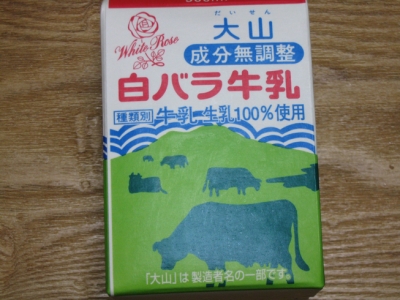 White Rose
だいせん
大山
成分無調整
白バラ牛乳
種類別 牛乳 生乳100%使用
「大山」は製造者名の一部です。